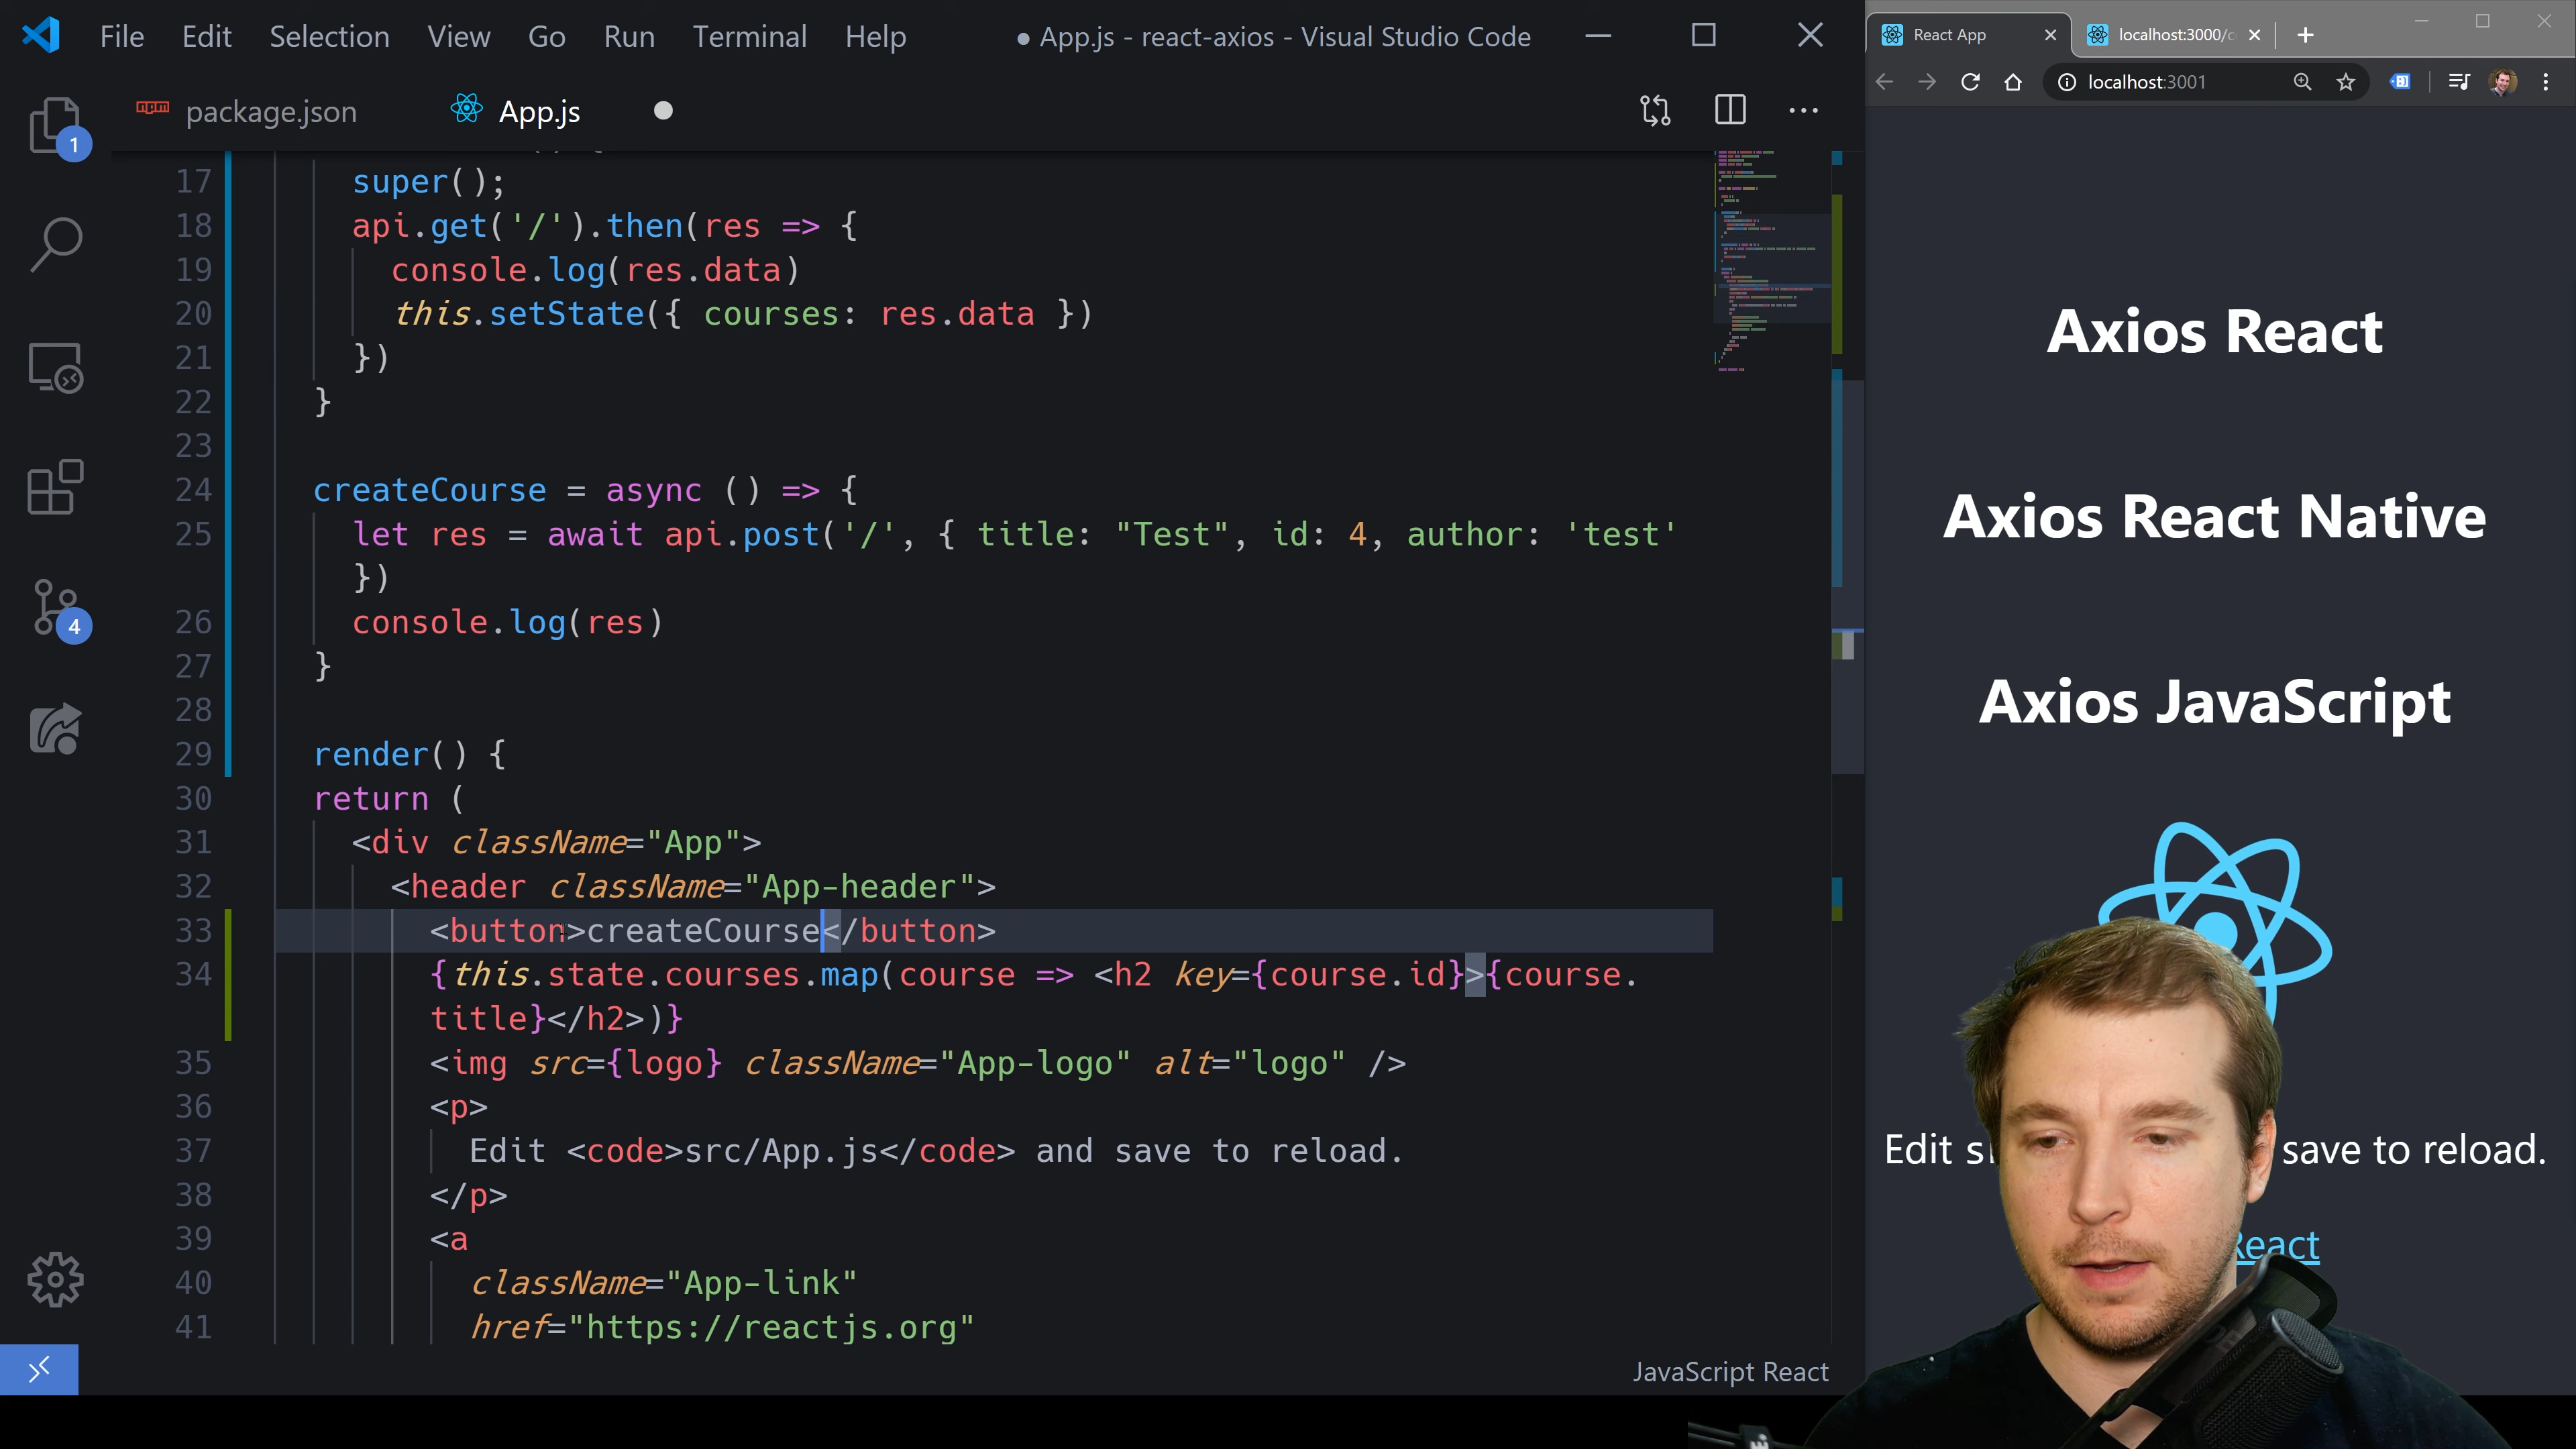 File Edit Selection View Go Run Terminal Help
● App.js - react-axios - Visual Studio Code
package.json
App.js
1
4
17 super();
18 api.get('/').then(res => {
19 console.log(res.data)
20 this.setState({ courses: res.data })
21 })
22 }
23
24 createCourse = async () => {
25 let res = await api.post('/', { title: "Test", id: 4, author: 'test'
})
26 console.log(res)
27 }
28
29 render() {
30 return (
31 <div className="App">
32 <header className="App-header">
33 <button>createCourse</button>
34 {this.state.courses.map(course => <h2 key={course.id}>{course.
title}</h2>)}
35 <img src={logo} className="App-logo" alt="logo" />
36 <p>
37 Edit <code>src/App.js</code> and save to reload.
38 </p>
39 <a
40 className="App-link"
41 href="https://reactjs.org"
JavaScript React
React App
localhost:3000/c
localhost:3001
Axios React
Axios React Native
Axios JavaScript
Edit save to reload.
React